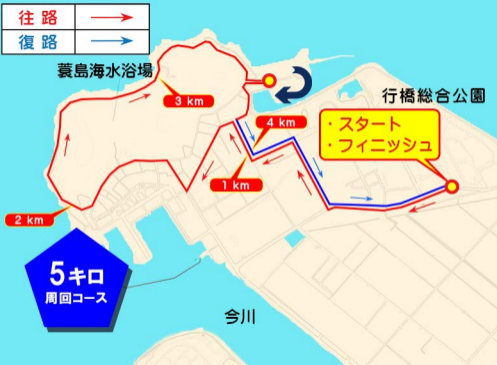 往路
復路
蓑島海水浴場
3 km
行橋総合公園
・スタート
・フィニッシュ
4 km
1 km
2 km
5キロ
周回コース
今川